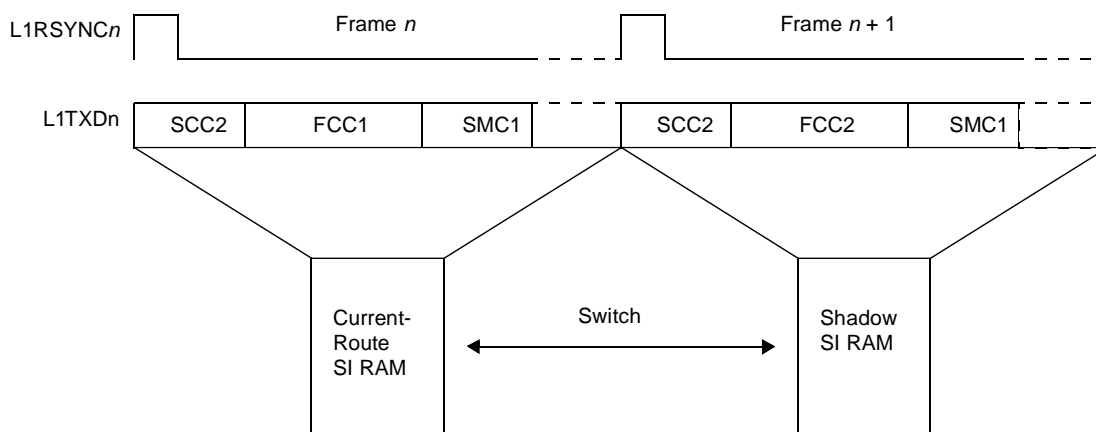 L1RSYNCn
Frame n
Frame n + 1
L1TXDn
SCC2
FCC1
SMC1
SCC2
FCC2
SMC1
Current-
Route
SI RAM
Switch
Shadow
SI RAM